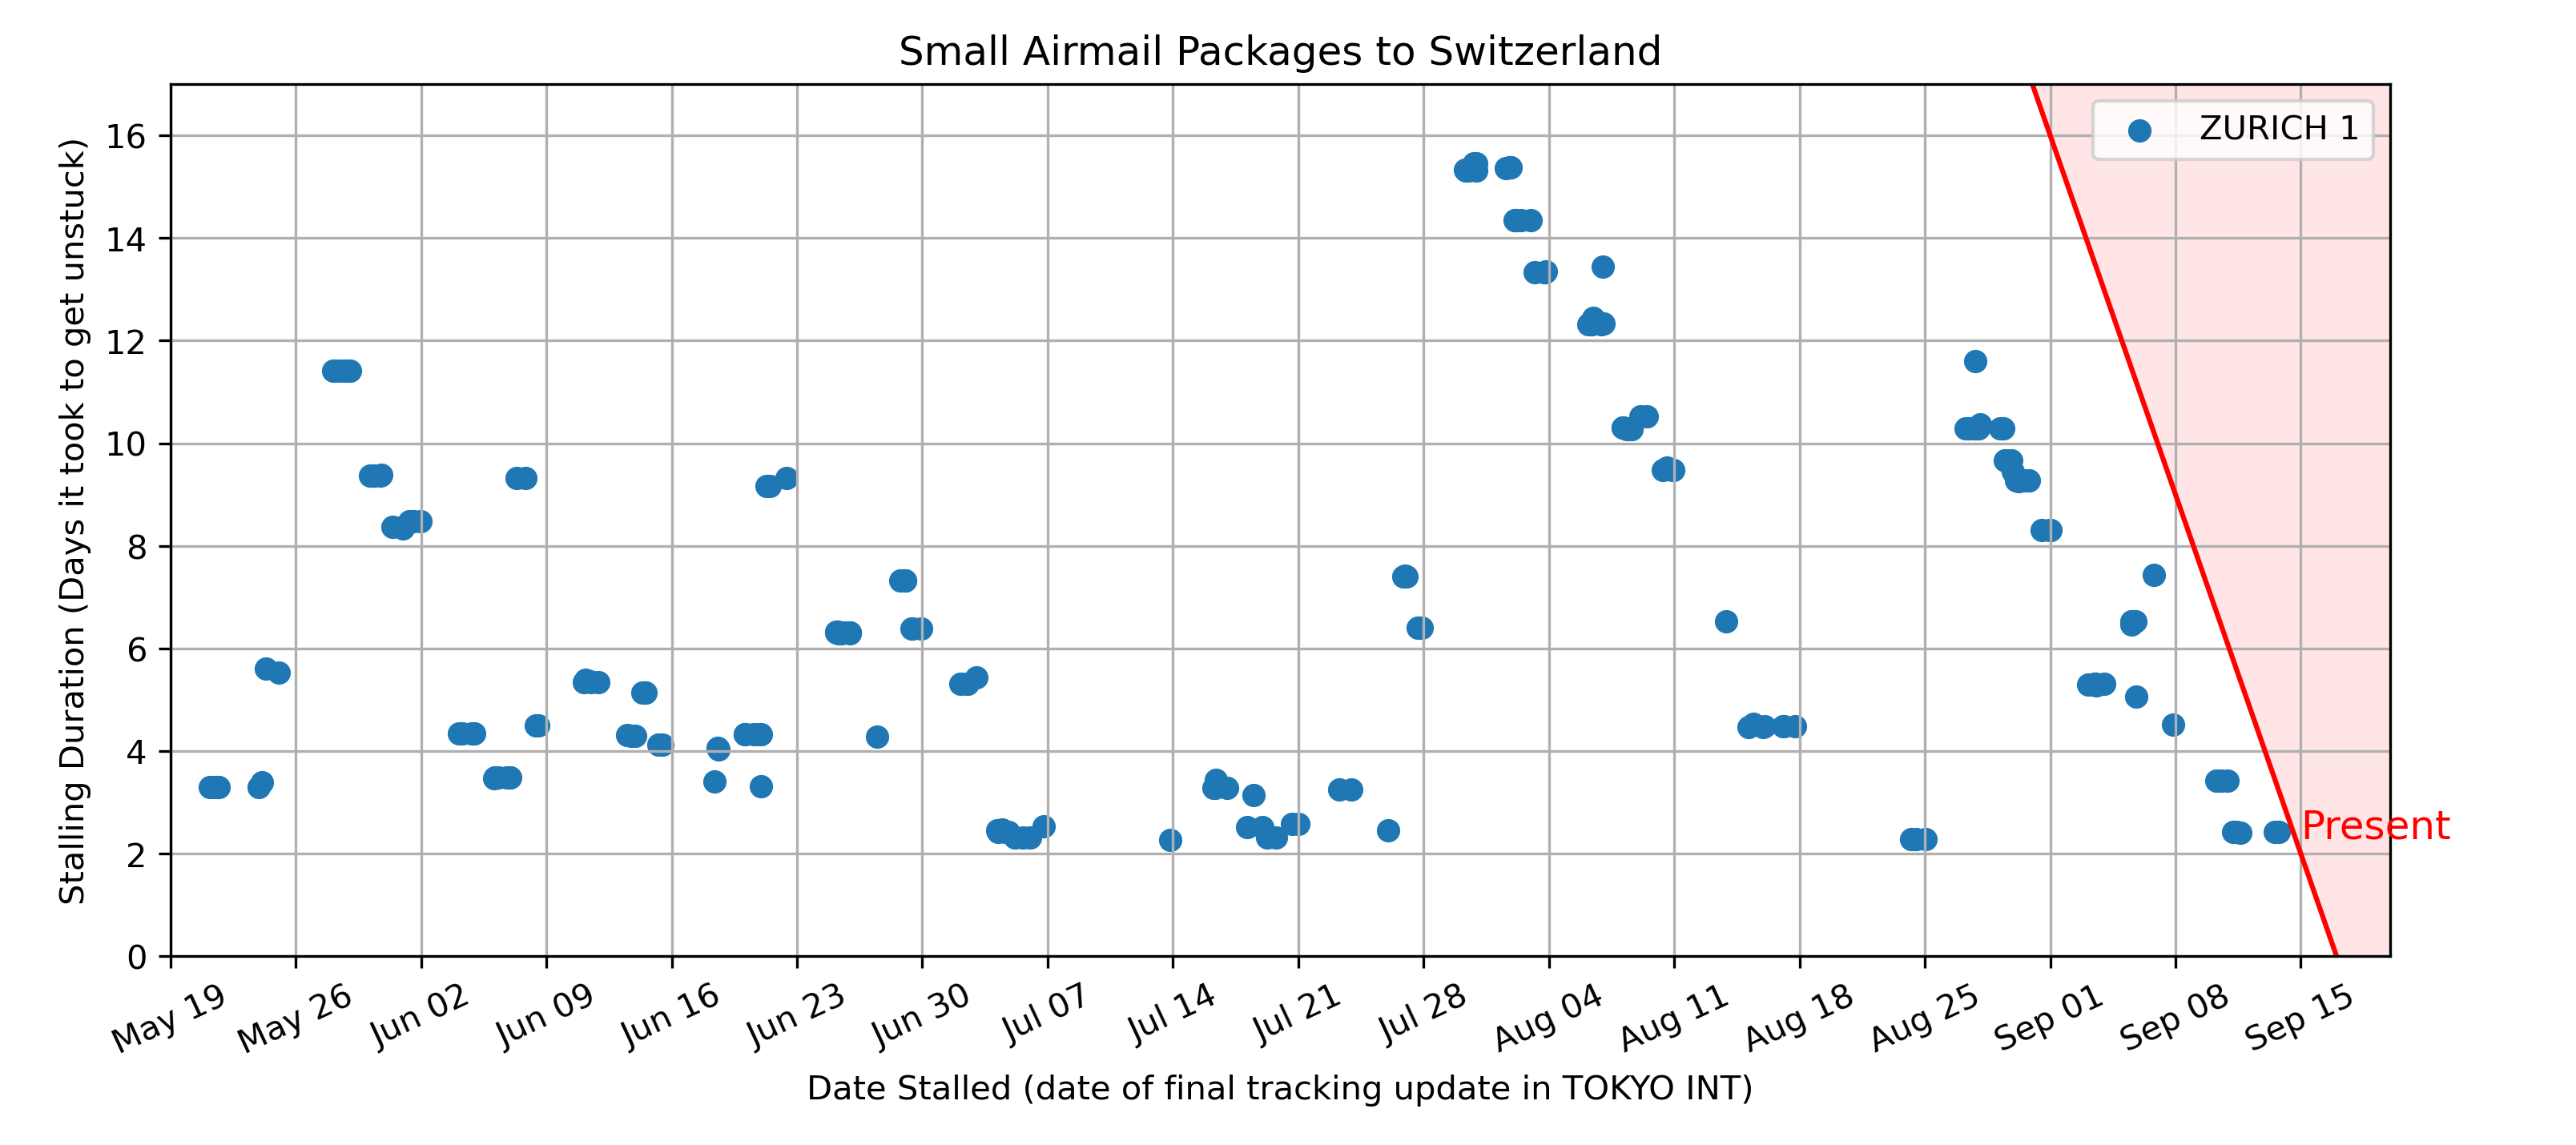 Small Airmail Packages to Switzerland
Stalling Duration (Days it took to get unstuck)
16
14
12
10
8
6
4
2
0
ZURICH 1
Present
May 19
May 26
Jun 02
Jun 09
Jun 16
Jun 23
Jun 30
Jul 07
Jul 14
Jul 21
Jul 28
Aug 04
Aug 11
Aug 18
Aug 25
Sep 01
Sep 08
Sep 15
Date Stalled (date of final tracking update in TOKYO INT)